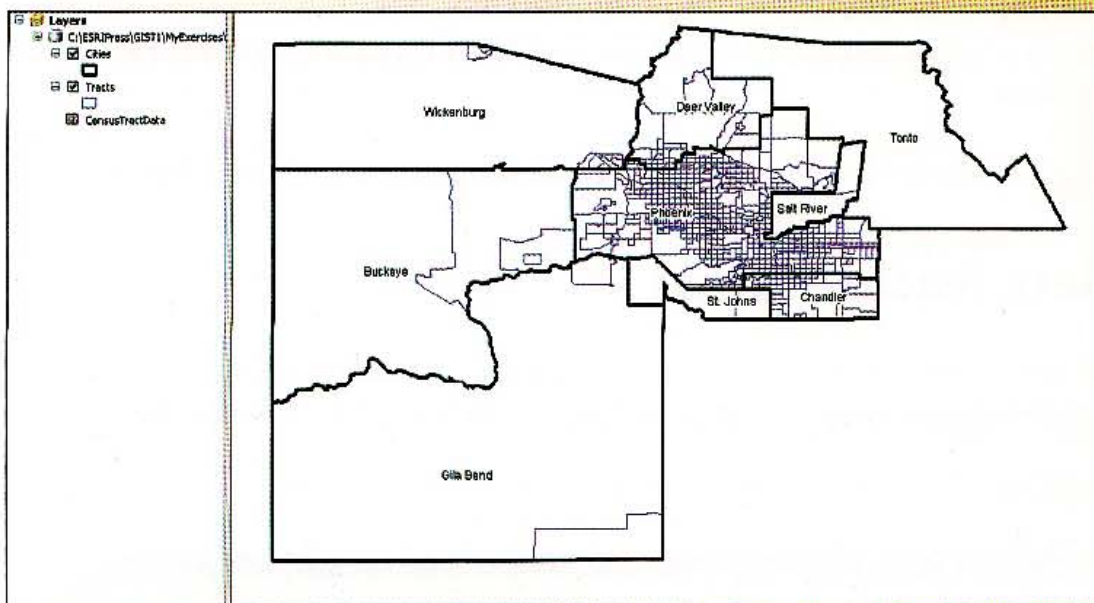 Layers
C:\ESRIPress\GIST1\MyExercises\
Cities
Tracts
CensusTractData
Wickenburg
Deer Valley
Tonto
Phoenix
Salt River
Buckeye
St. Johns
Chandler
Gila Bend